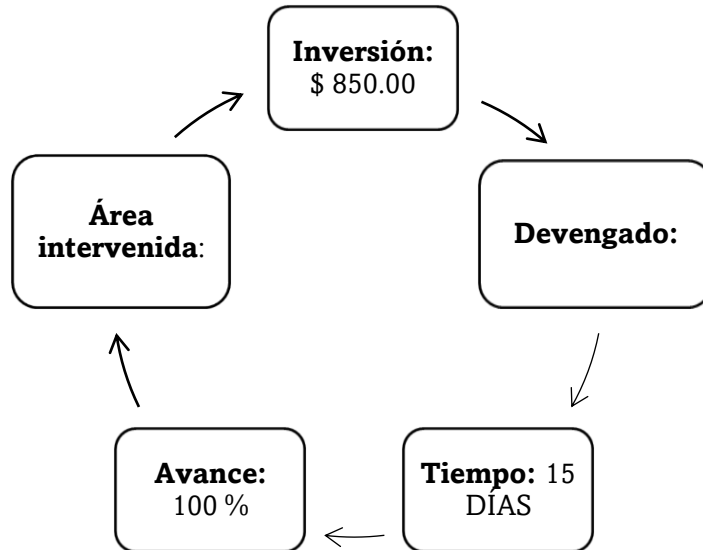 Inversión:
$ 850.00
Devengado:
Tiempo: 15
DÍAS
Avance:
100 %
Área
intervenida: